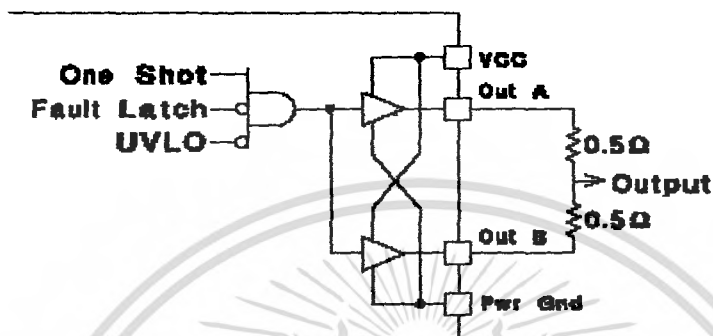 VCC
One Shot
Out A
Fault Latch
UVLO
0.5Ω
Output
0.5Ω
Out B
Pwr Gnd